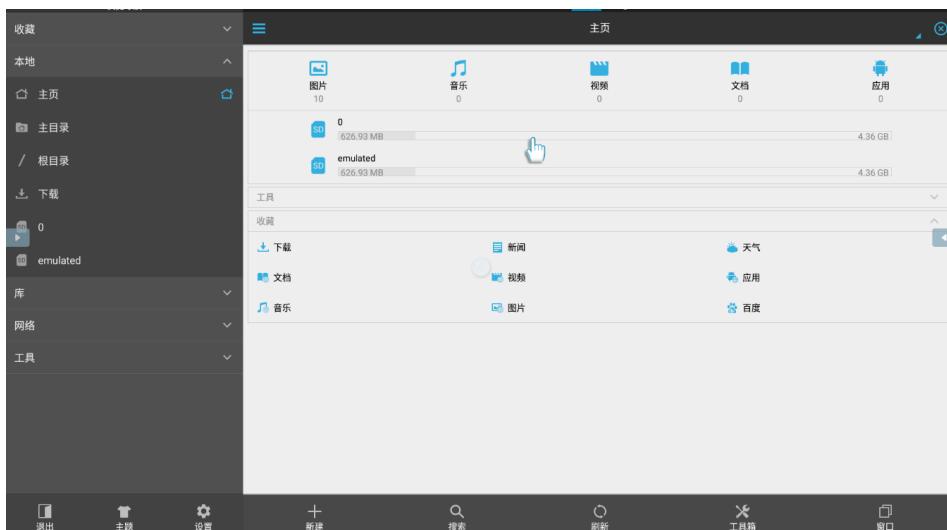 收藏
本地
主页
主目录
根目录
下载
0
emulated
库
网络
工具
退出
主题
设置
主页
图片
10
音乐
0
视频
0
文档
0
应用
0
SD
0
626.93 MB
4.36 GB
SD
emulated
626.93 MB
4.36 GB
工具
收藏
下载
新闻
天气
文档
视频
应用
音乐
图片
百度
新建
搜索
刷新
工具箱
窗口